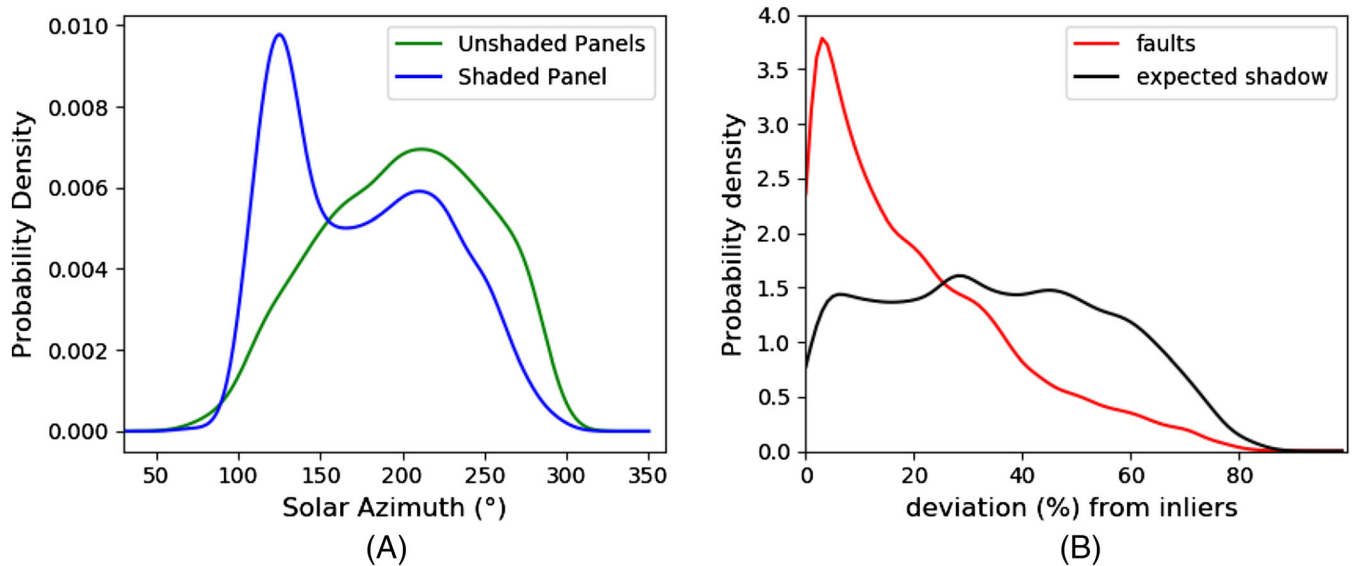 Probability Density
0.010
0.008
0.006
0.004
0.002
0.000
Unshaded Panels
Shaded Panel
50 100 150 200 250 300 350
Solar Azimuth (°)
(A)
Probability density
4.0
3.5
3.0
2.5
2.0
1.5
1.0
0.5
0.0
faults
expected shadow
0 20 40 60 80
deviation (%) from inliers
(B)